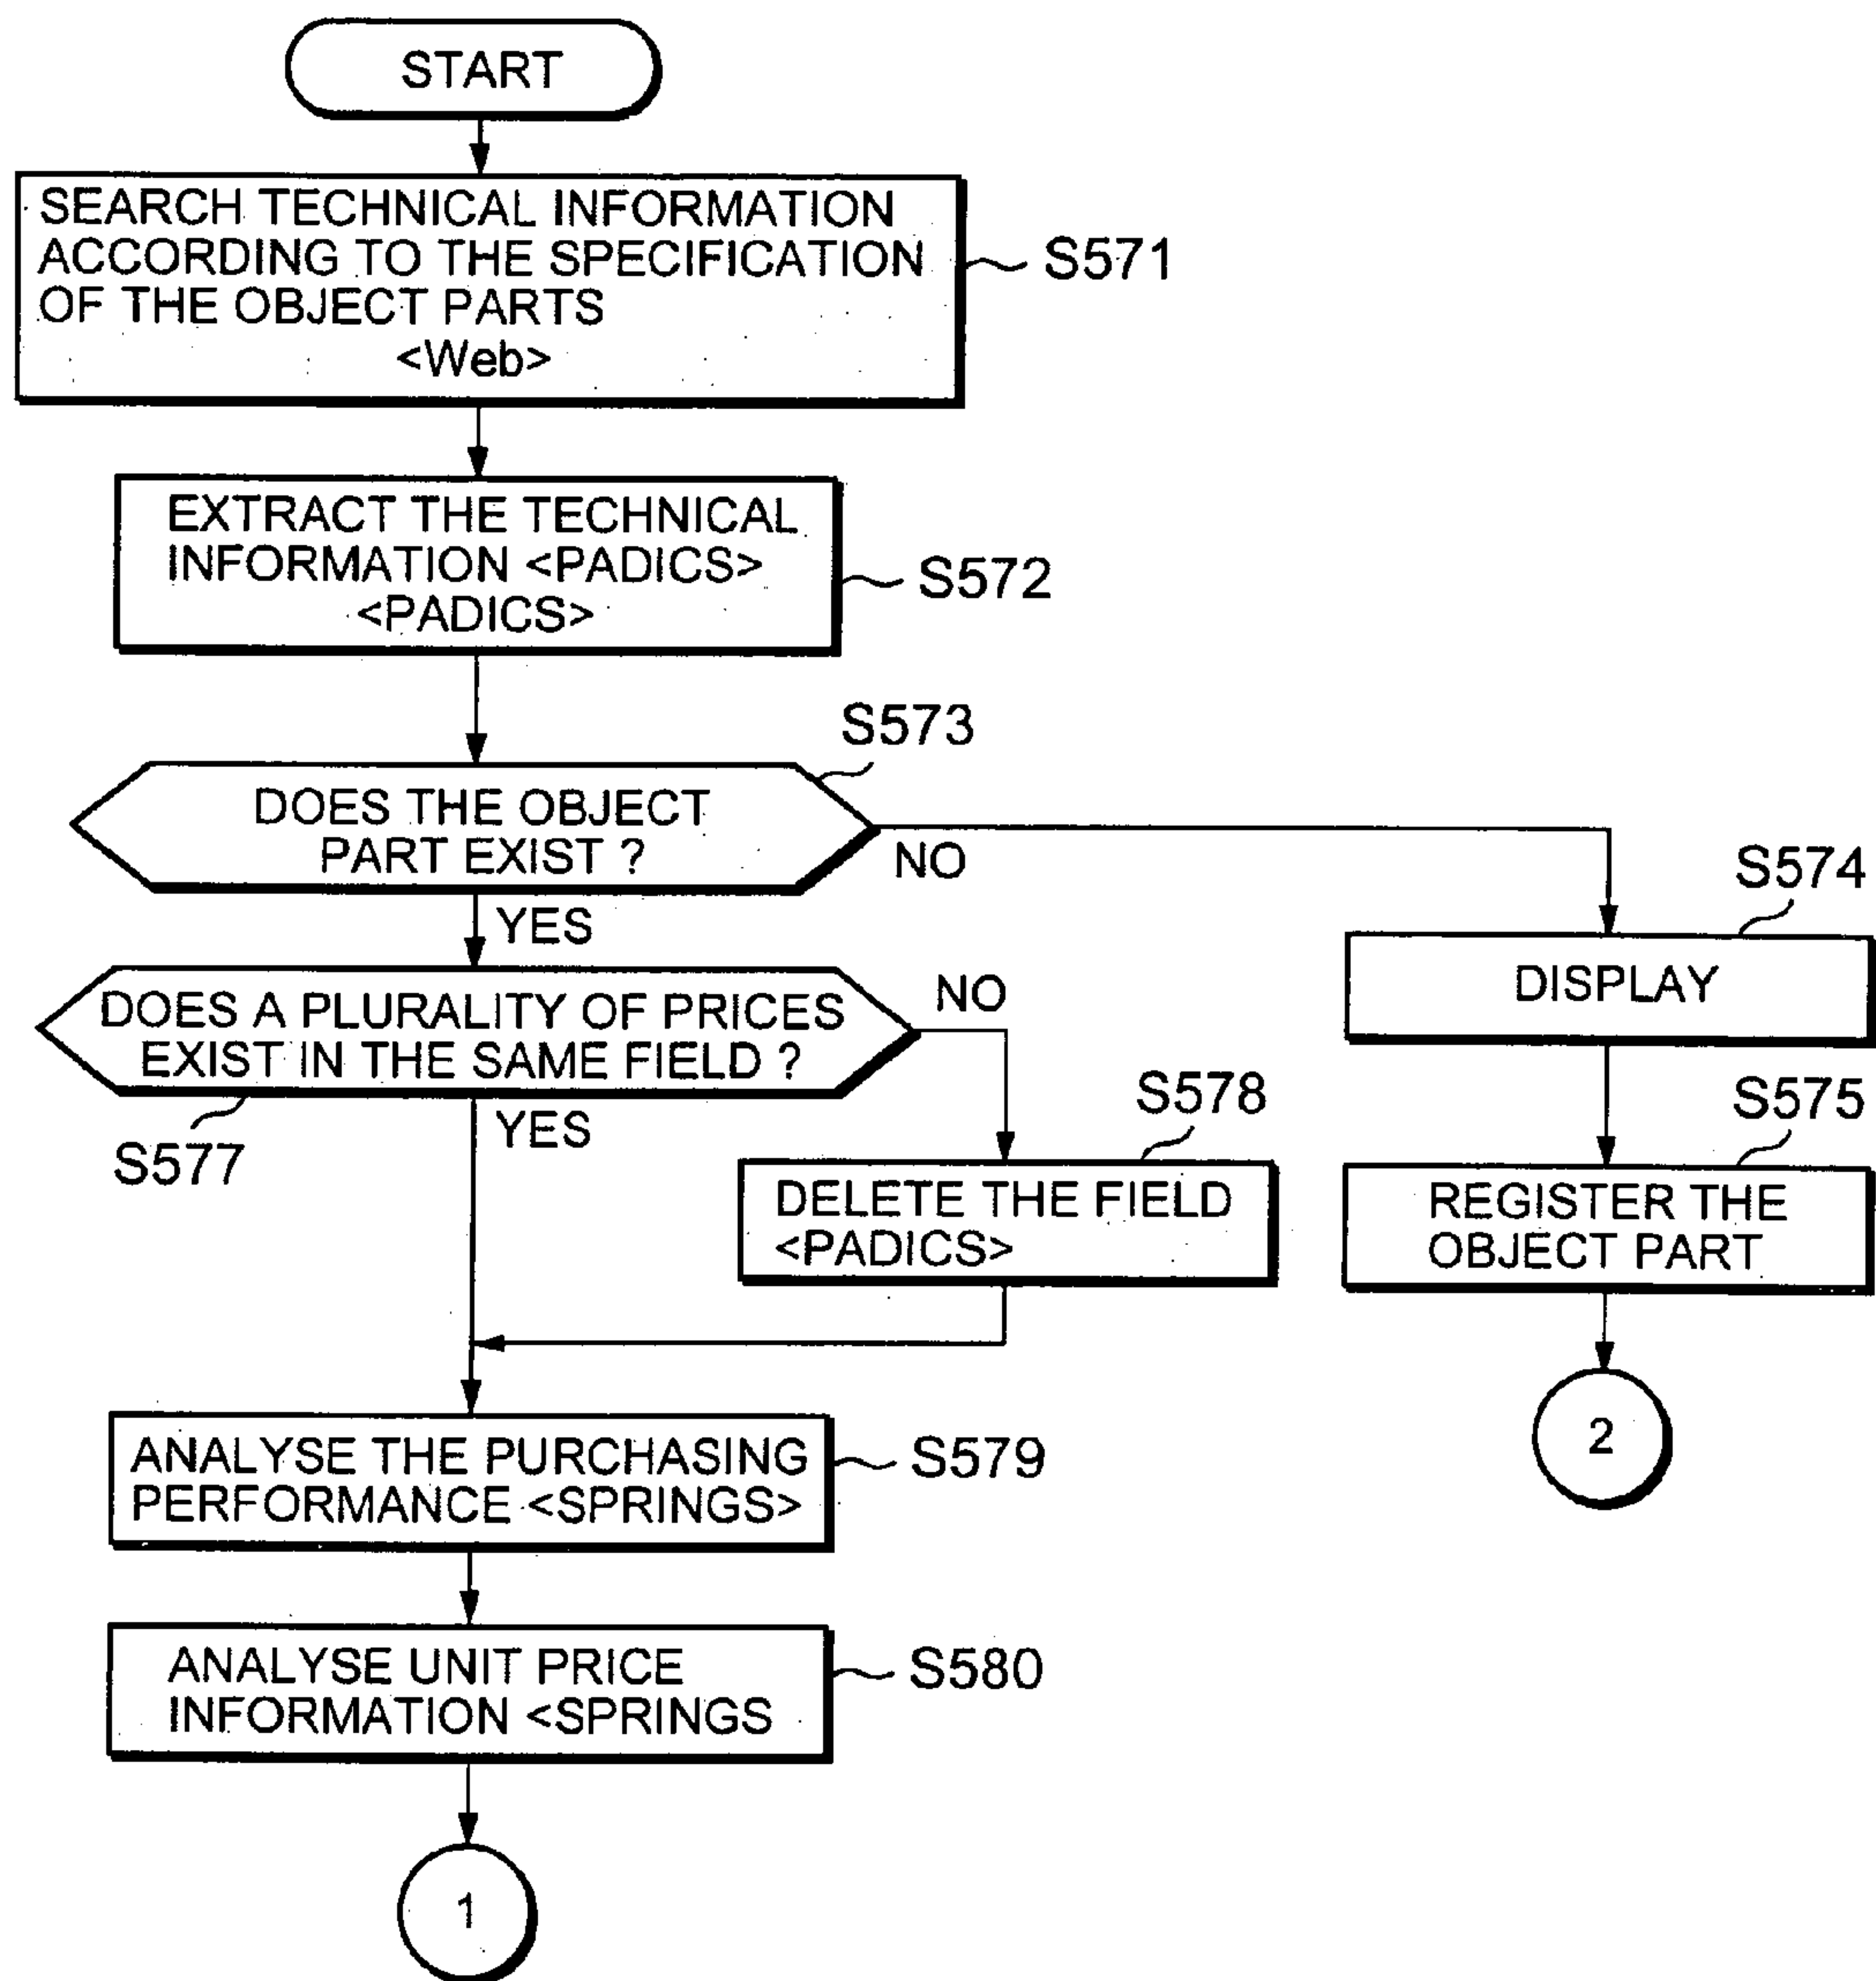 START
SEARCH TECHNICAL INFORMATION
ACCORDING TO THE SPECIFICATION
OF THE OBJECT PARTS
<Web>
S571
EXTRACT THE TECHNICAL
INFORMATION <PADICS>
<PADICS>
S572
S573
DOES THE OBJECT
PART EXIST ?
NO
YES
S574
DISPLAY
DOES A PLURALITY OF PRICES
EXIST IN THE SAME FIELD ?
NO
S577
YES
S578
DELETE THE FIELD
<PADICS>
S575
REGISTER THE
OBJECT PART
2
ANALYSE THE PURCHASING
PERFORMANCE <SPRINGS>
S579
ANALYSE UNIT PRICE
INFORMATION <SPRINGS
S580
1